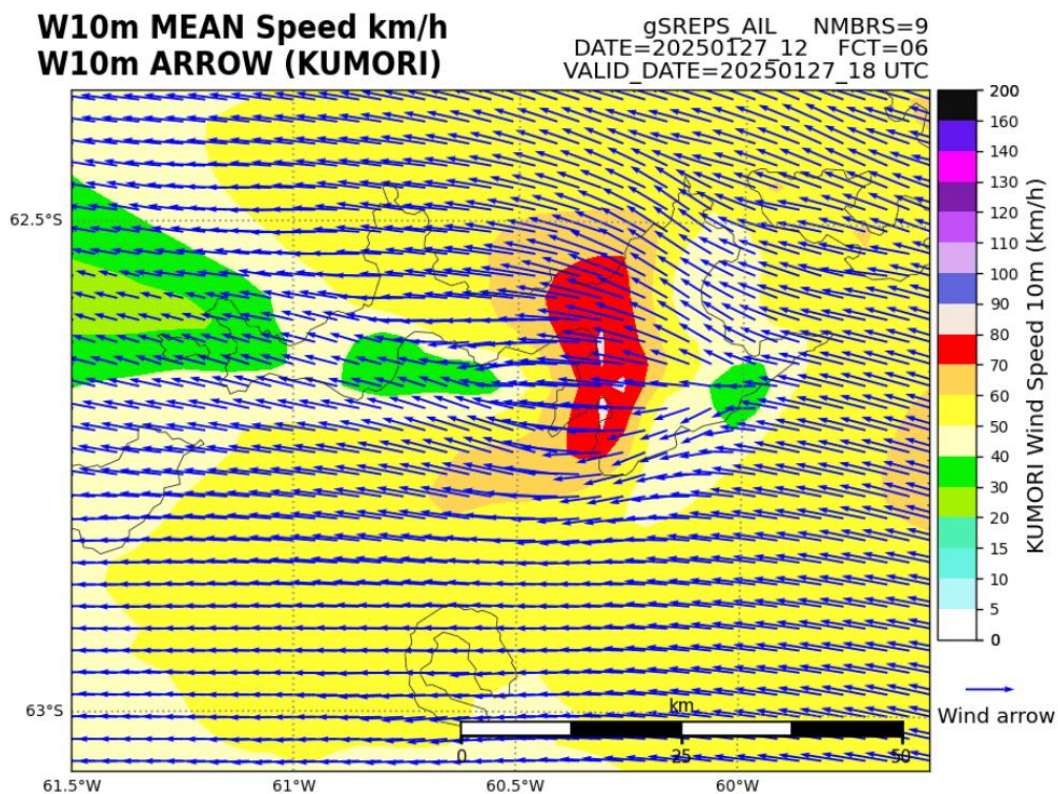 W10m MEAN Speed km/h
W10m ARROW (KUMORI)
gSREPS_AIL NMBRS=9
DATE=20250127_12 FCT=06
VALID_DATE=20250127_18 UTC
62.5°S
63°S
61.5°W
61°W
60.5°W
60°W
km
0
25
50
200
160
140
130
120
110
100
90
80
70
60
50
40
30
20
15
10
5
0
KUMORI Wind Speed 10m (km/h)
Wind arrow